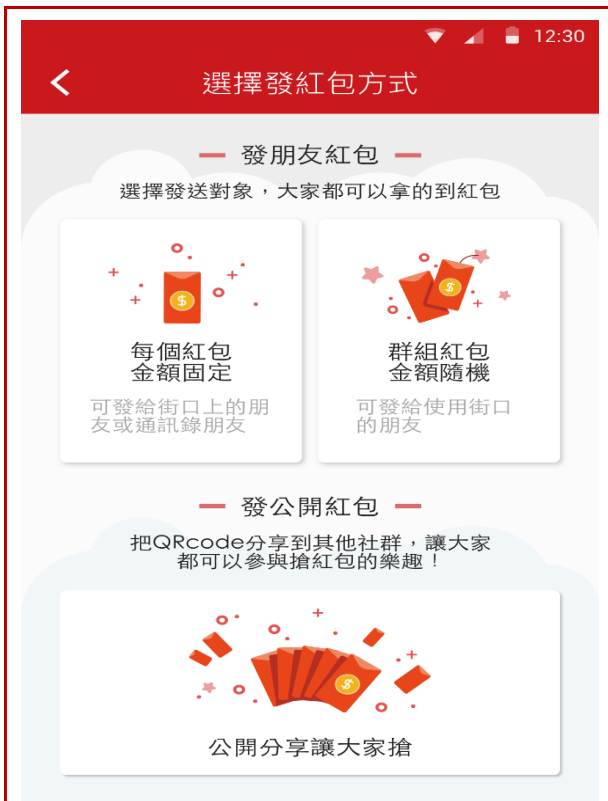 12:30
選擇發紅包方式
發朋友紅包
選擇發送對象，大家都可以拿的到紅包
每個紅包
金額固定
可發給街口上的朋
友或通訊錄朋友
群組紅包
金額隨機
可發給使用街口
的朋友
發公開紅包
把QRcode分享到其他社群，讓大家
都可以參與搶紅包的樂趣！
公開分享讓大家搶